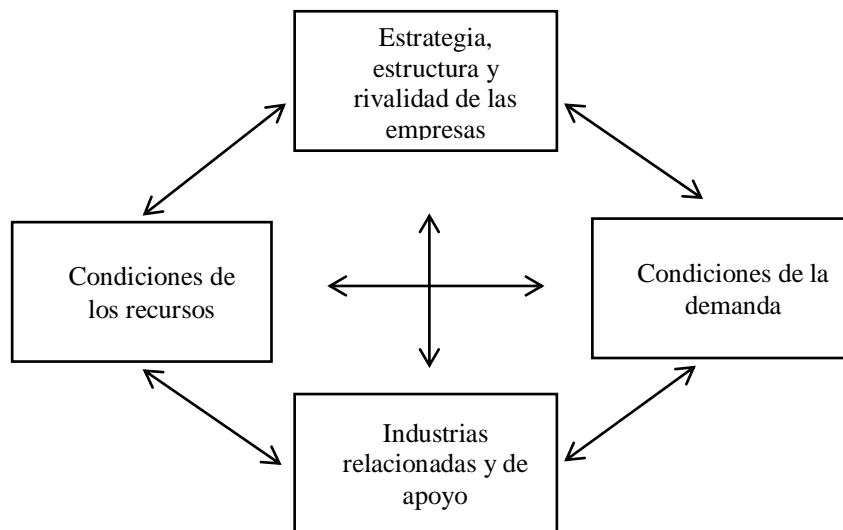 Estrategia,
estructura y
rivalidad de las
empresas
Condiciones de
los recursos
Condiciones de la
demanda
Industrias
relacionadas y de
apoyo